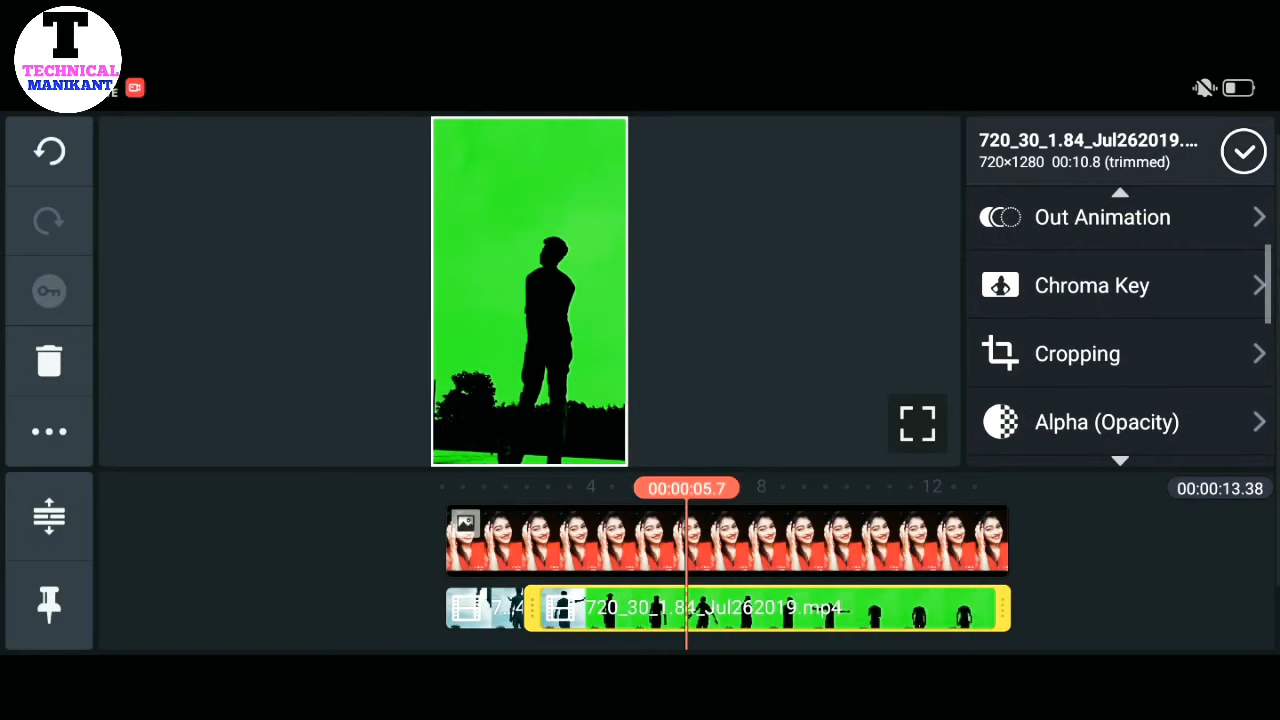 T
TECHNICAL
MANIKANT
720_30_1.84_Jul262019....
720×1280 00:10.8 (trimmed)
Out Animation
Chroma Key
Cropping
Alpha (Opacity)
4
00:00:05.7
8
12
00:00:13.38
720_30_1.84_Jul262019.mp4